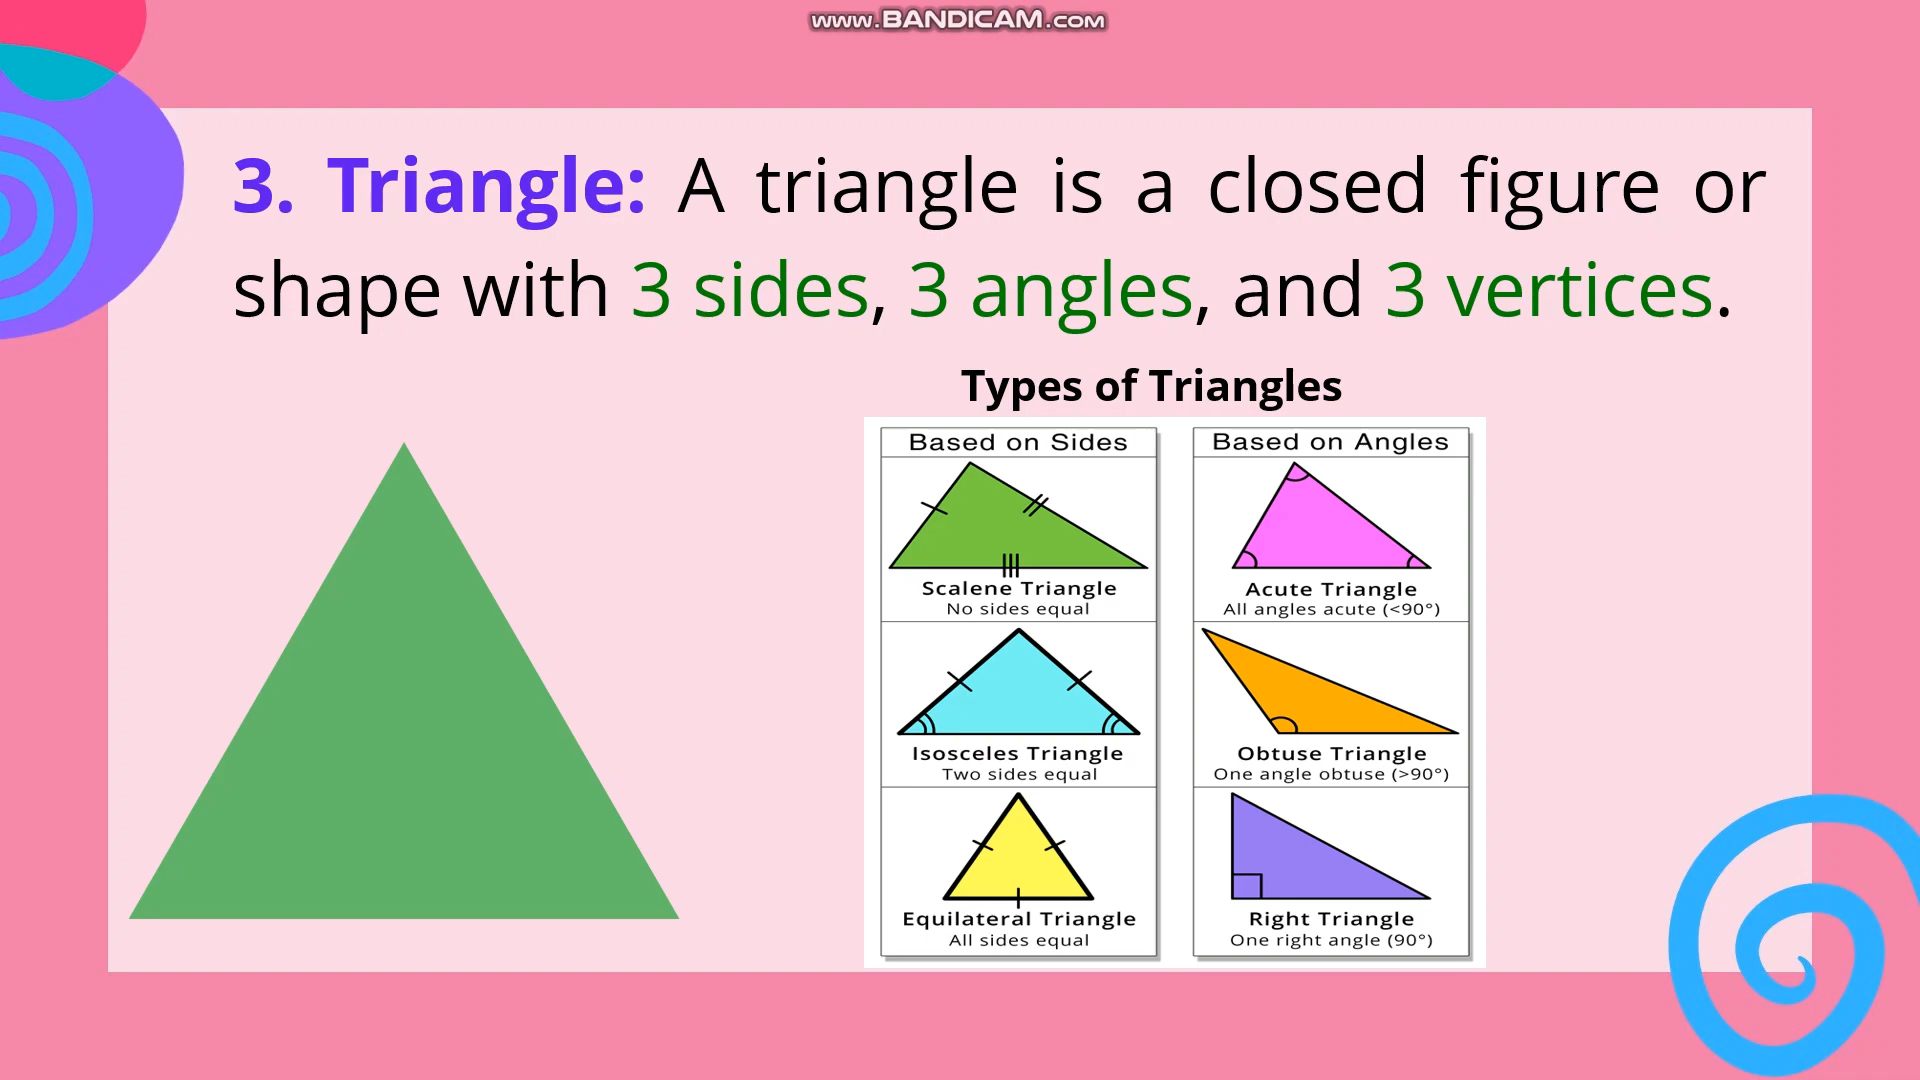 www.BANDICAM.com
3. Triangle: A triangle is a closed figure or
shape with 3 sides, 3 angles, and 3 vertices.
Types of Triangles
Based on Sides
Scalene Triangle
No sides equal
Isosceles Triangle
Two sides equal
Equilateral Triangle
All sides equal
Based on Angles
Acute Triangle
All angles acute (<90°)
Obtuse Triangle
One angle obtuse (>90°)
Right Triangle
One right angle (90°)